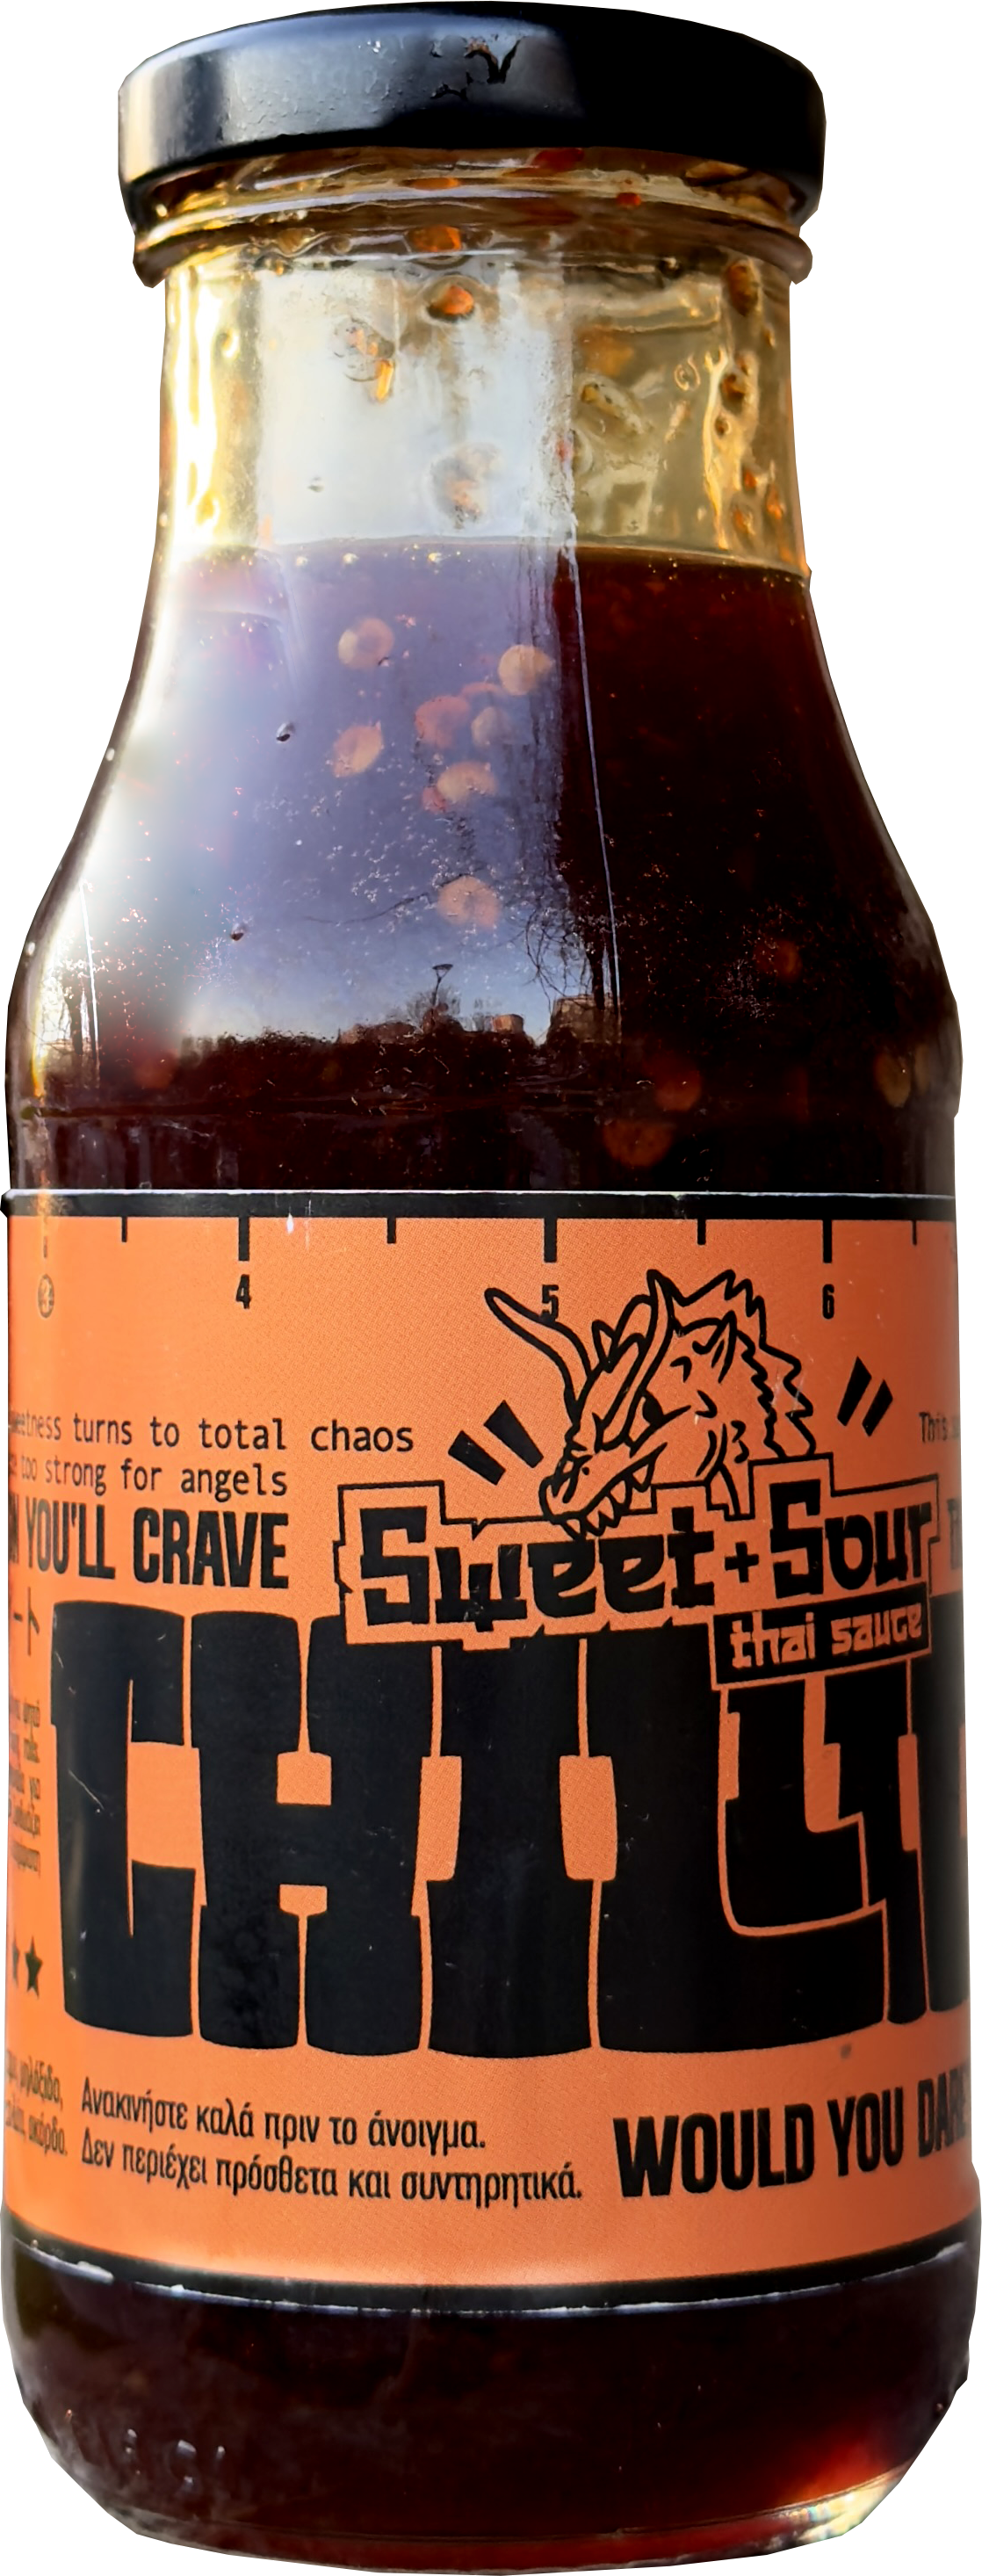 4 5 6
turns to total chaos
too strong for angels
YOU'LL CRAVE
Sweet + Sour
thai sauce
CHILI
Ανακινήστε καλά πριν το άνοιγμα.
Δεν περιέχει πρόσθετα και συντηρητικά.
WOULD YOU